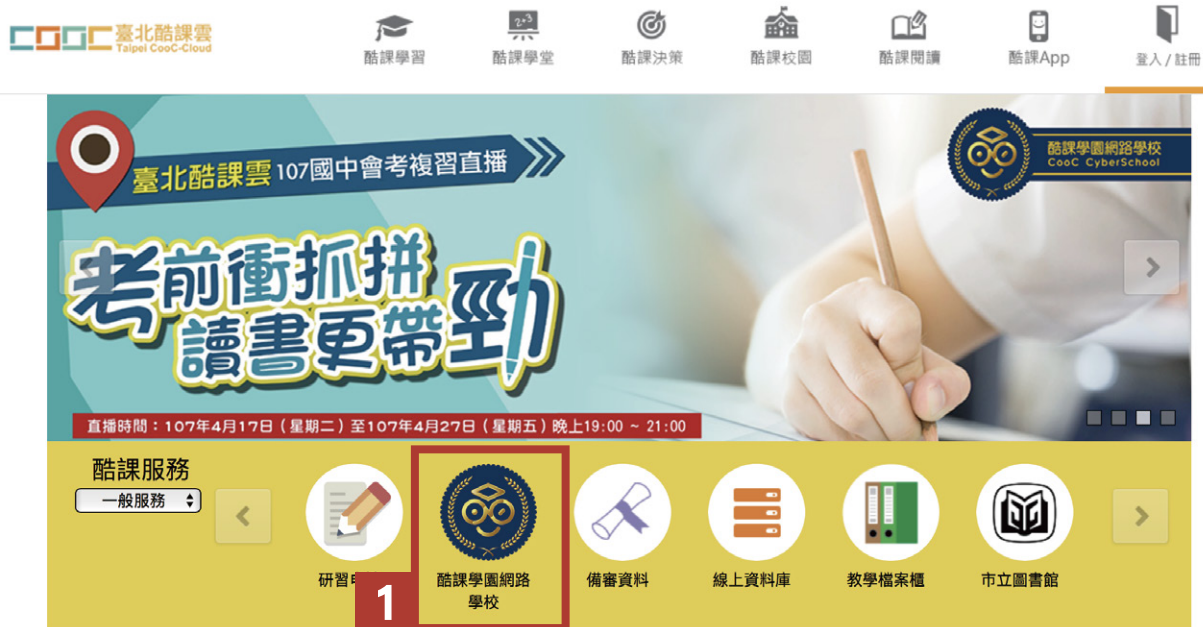 COOC 臺北酷課雲
Taipei CooC-Cloud
酷課學習
酷課學堂
酷課決策
酷課校園
酷課閱讀
酷課App
登入 / 註冊
2+3
臺北酷課雲 107國中會考複習直播
酷課學園網路學校
CooC CyberSchool
考前衝抓拼
讀書更帶勁
直播時間：107年4月17日（星期二）至107年4月27日（星期五）晚上19:00 ~ 21:00
酷課服務
一般服務
研習
酷課學園網路
學校
備審資料
線上資料庫
教學檔案櫃
市立圖書館
1